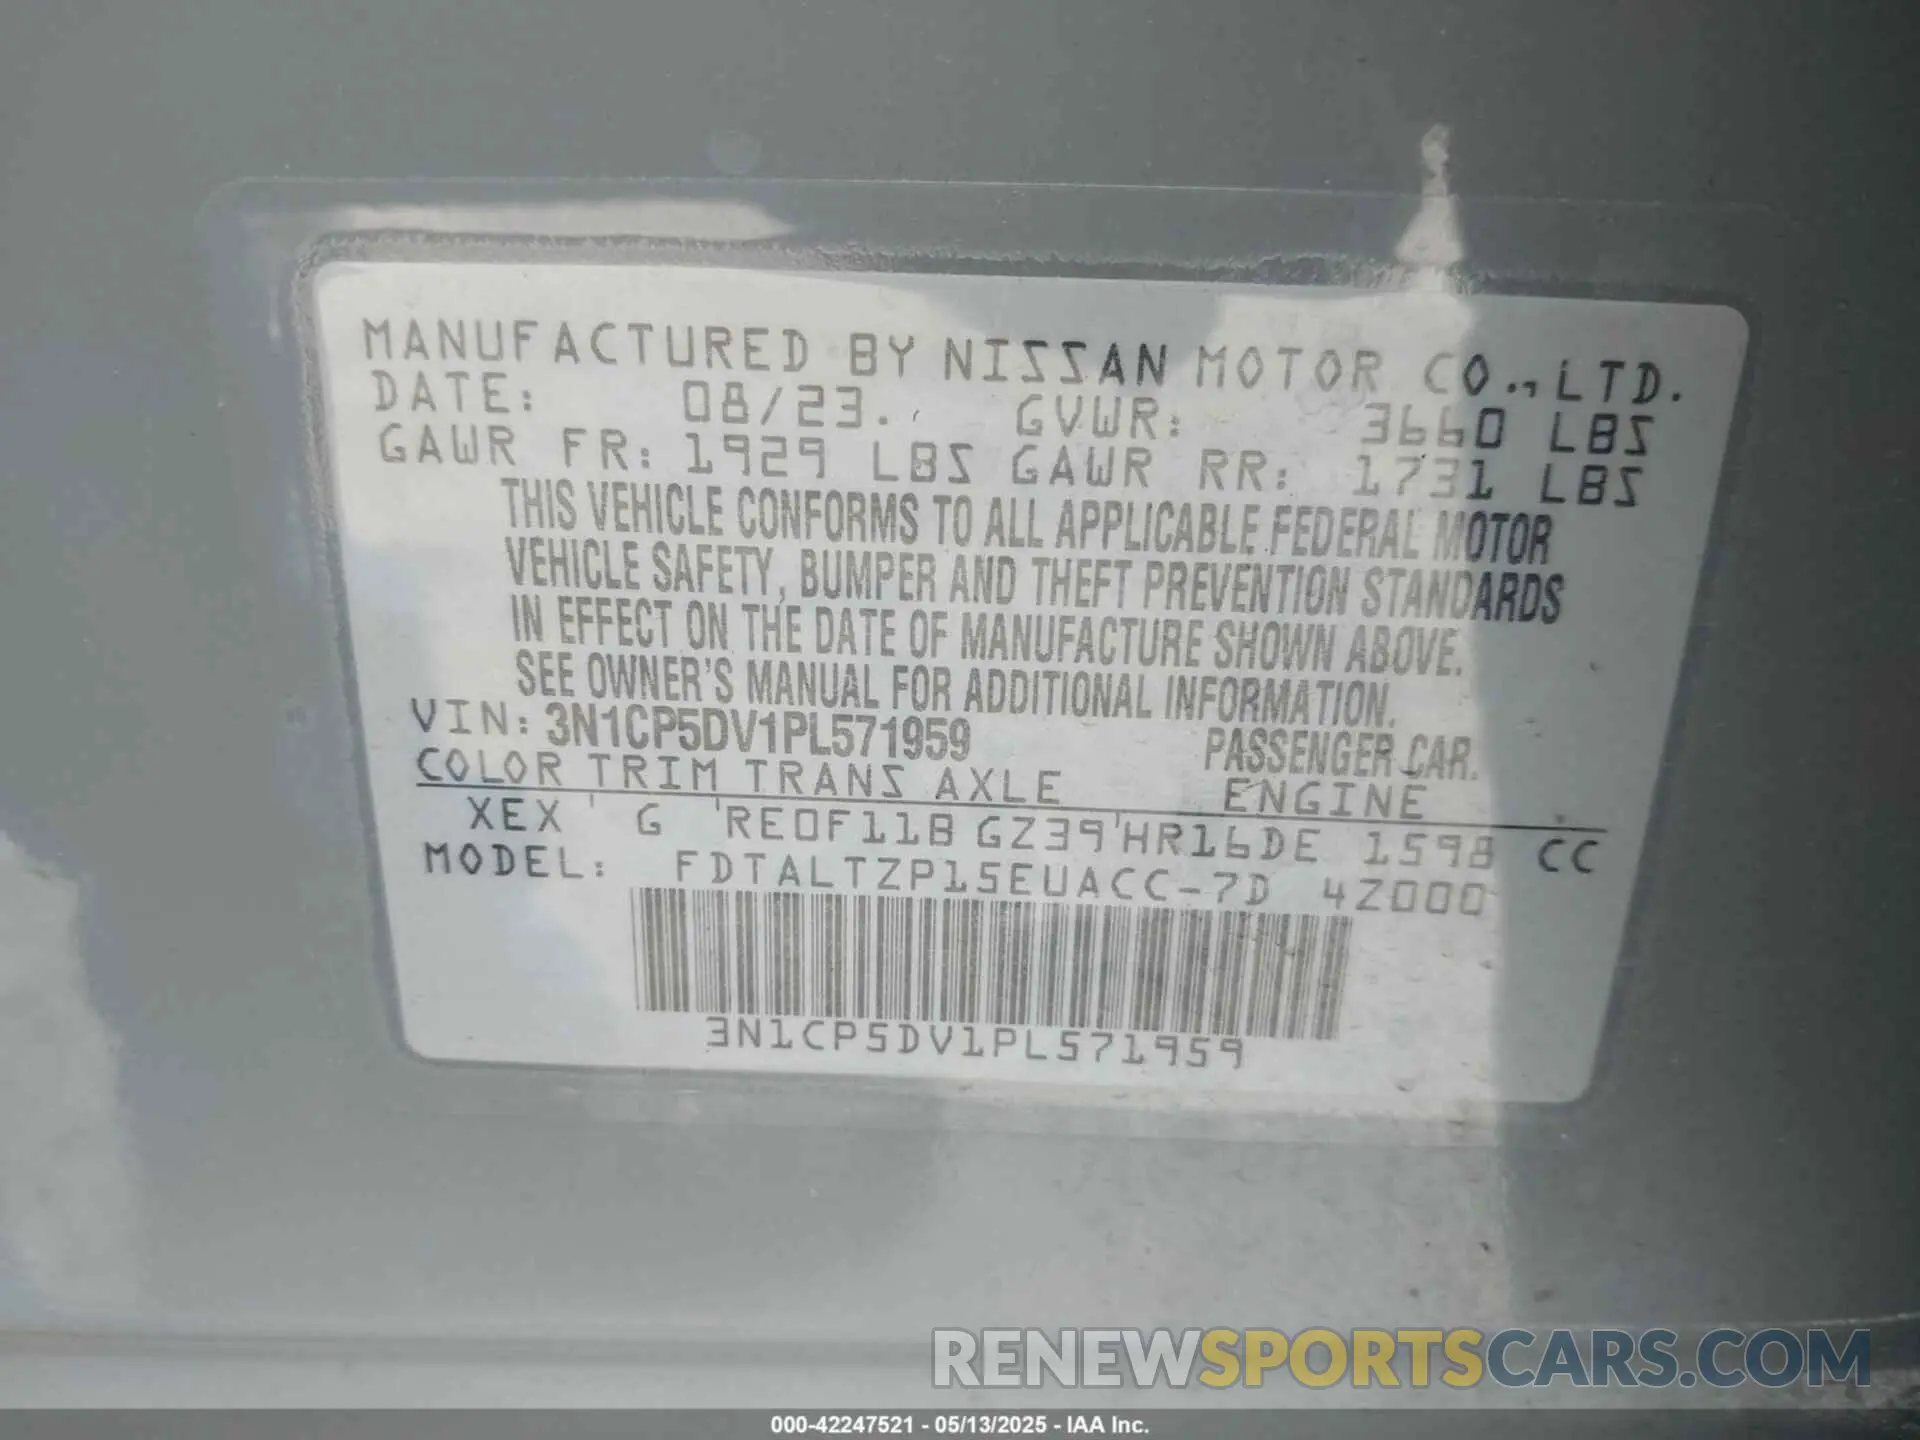 MANUFACTURED BY NISSAN MOTOR CO.,LTD.
DATE: 08/23. GVWR: 3660 LBS
GAWR FR: 1929 LBS GAWR RR: 1731 LBS
THIS VEHICLE CONFORMS TO ALL APPLICABLE FEDERAL MOTOR
VEHICLE SAFETY, BUMPER AND THEFT PREVENTION STANDARDS
IN EFFECT ON THE DATE OF MANUFACTURE SHOWN ABOVE.
SEE OWNER'S MANUAL FOR ADDITIONAL INFORMATION.
VIN: 3N1CP5DV1PL571959 PASSENGER CAR.
COLOR TRIM TRANS AXLE ENGINE
XEX G RE0F11B GZ39 HR16DE 1598 CC
MODEL: FDTALTZP15EUACC-7D 4Z000
3N1CP5DV1PL571959
RENEWSPORTSCARS.COM
000-42247521 - 05/13/2025 - IAA Inc.